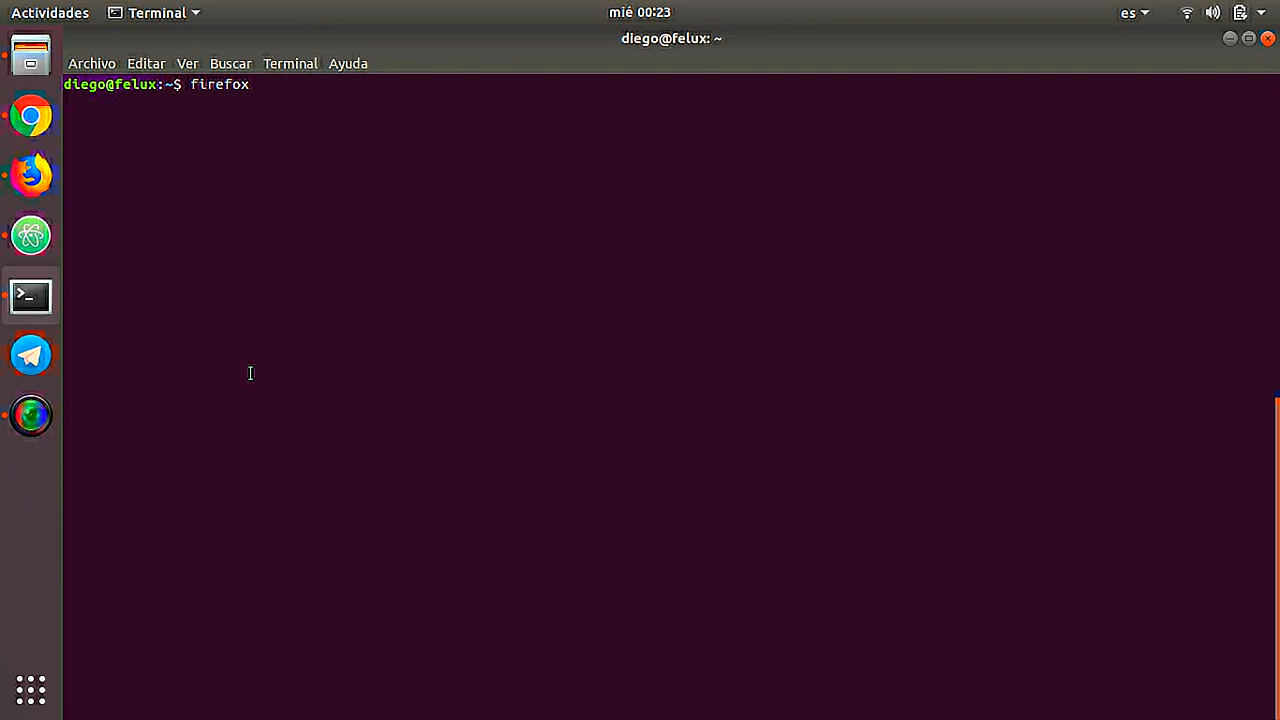 Actividades Terminal mié 00:23 es
diego@felux: ~
Archivo Editar Ver Buscar Terminal Ayuda
diego@felux:~$ firefox